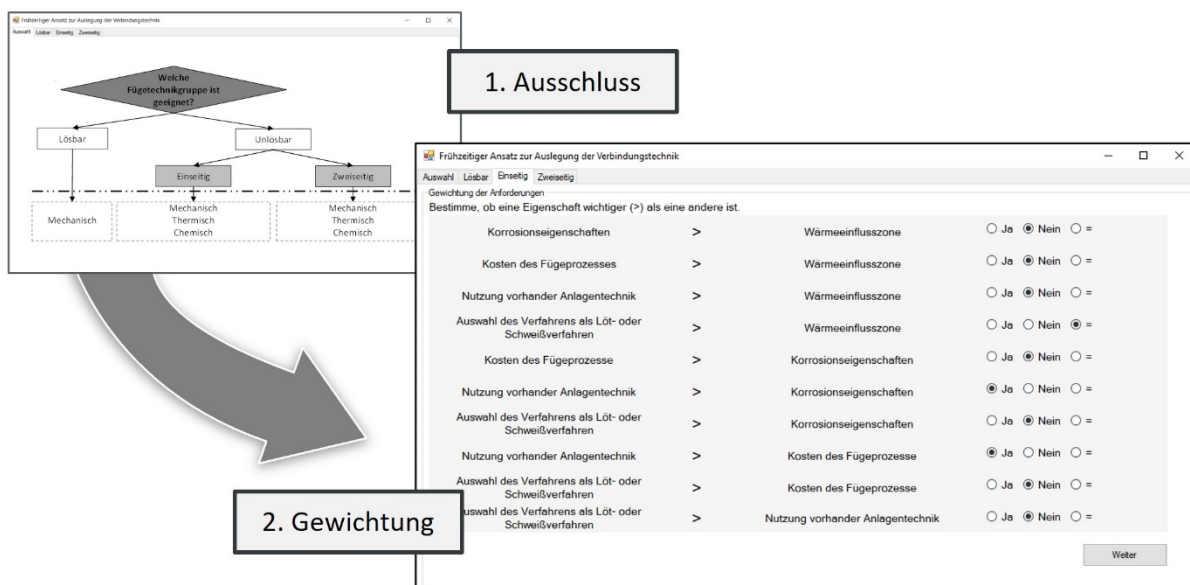 Frühzeitiger Ansatz zur Auslegung der Verbindungstechnik
Auswahl Lösbar Einseitig Zweiseitig
Welche
Fügetechnikgruppe ist
geeignet?
Lösbar
Unlösbar
Einseitig
Zweiseitig
Mechanisch
Mechanisch
Thermisch
Chemisch
Mechanisch
Thermisch
Chemisch
1. Ausschluss
Frühzeitiger Ansatz zur Auslegung der Verbindungstechnik
Auswahl Lösbar Einseitig Zweiseitig
Gewichtung der Anforderungen
Bestimme, ob eine Eigenschaft wichtiger (>) als eine andere ist.
Korrosionseigenschaften > Wärmeeinflusszone Ja Nein =
Kosten des Fügeprozesses > Wärmeeinflusszone Ja Nein =
Nutzung vorhander Anlagentechnik > Wärmeeinflusszone Ja Nein =
Auswahl des Verfahrens als Löt- oder
Schweißverfahren > Wärmeeinflusszone Ja Nein =
Kosten des Fügeprozesse > Korrosionseigenschaften Ja Nein =
Nutzung vorhander Anlagentechnik > Korrosionseigenschaften Ja Nein =
Auswahl des Verfahrens als Löt- oder
Schweißverfahren > Korrosionseigenschaften Ja Nein =
Nutzung vorhander Anlagentechnik > Kosten des Fügeprozesse Ja Nein =
Auswahl des Verfahrens als Löt- oder
Schweißverfahren > Kosten des Fügeprozesse Ja Nein =
uswahl des Verfahrens als Löt- oder
Schweißverfahren > Nutzung vorhander Anlagentechnik Ja Nein =
Weiter
2. Gewichtung